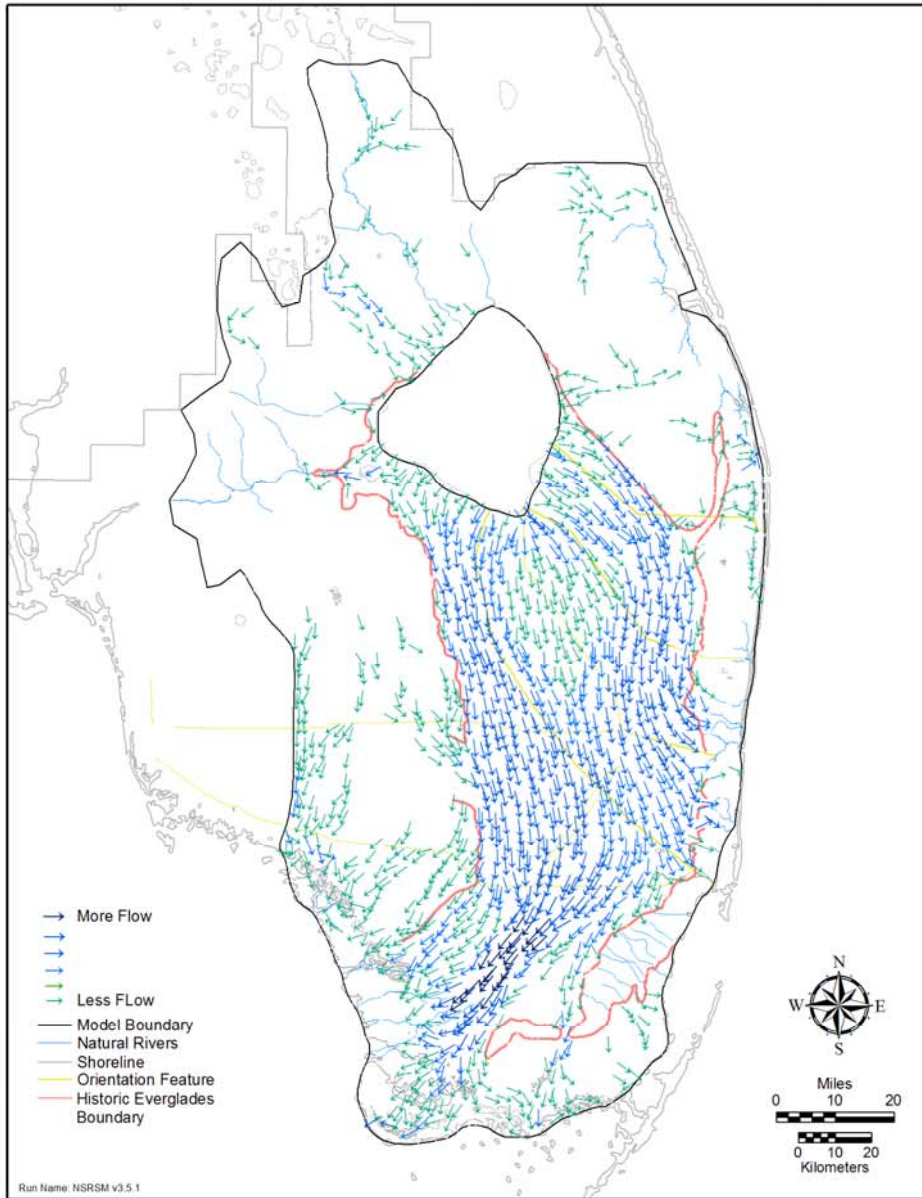 More Flow
Less FLow
Model Boundary
Natural Rivers
Shoreline
Orientation Feature
Historic Everglades
Boundary
N
W E
S
Miles
0 10 20
0 10 20
Kilometers
Run Name: NSRSM v3.5.1